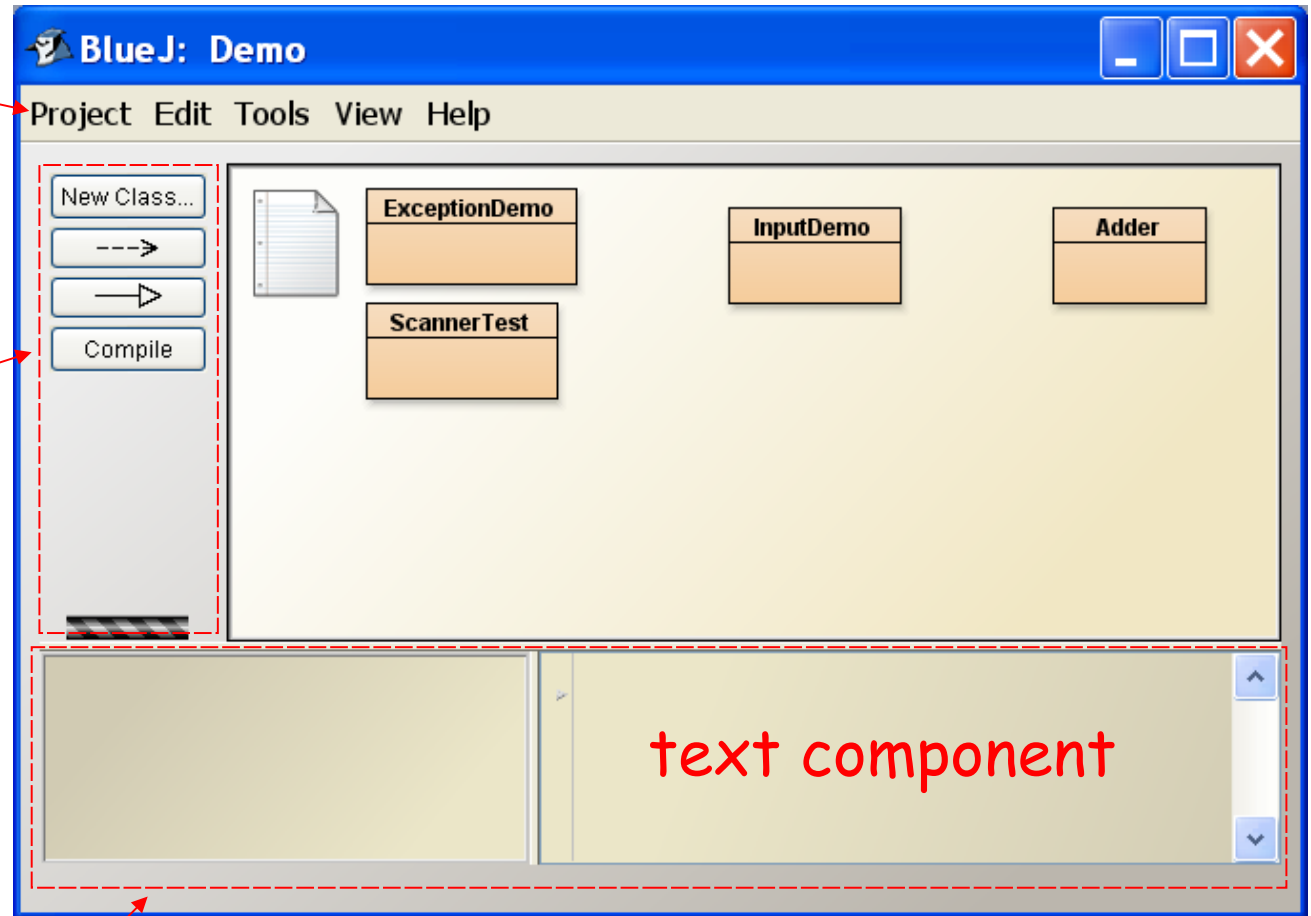 BlueJ: Demo
Project Edit Tools View Help
New Class...
Compile
ExceptionDemo
InputDemo
Adder
ScannerTest
text component